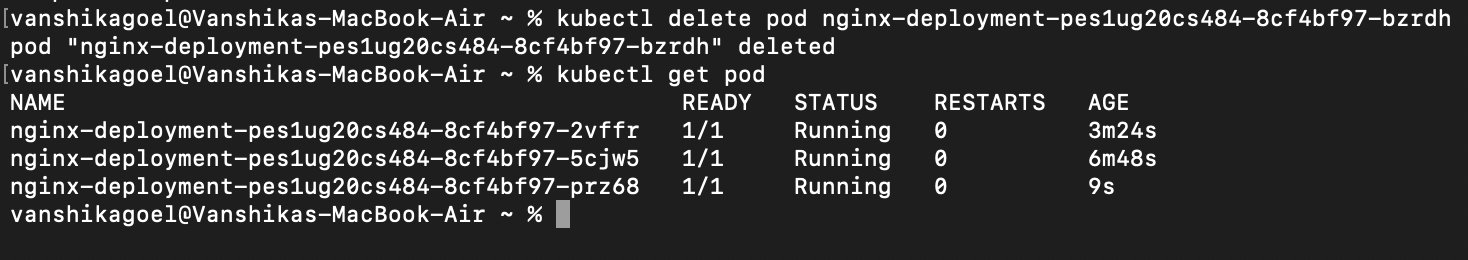 [vanshikagoel@Vanshikas-MacBook-Air ~ % kubectl delete pod nginx-deployment-pes1ug20cs484-8cf4bf97-bzrdh
pod "nginx-deployment-pes1ug20cs484-8cf4bf97-bzrdh" deleted
[vanshikagoel@Vanshikas-MacBook-Air ~ % kubectl get pod
NAME READY STATUS RESTARTS AGE
nginx-deployment-pes1ug20cs484-8cf4bf97-2vffr 1/1 Running 0 3m24s
nginx-deployment-pes1ug20cs484-8cf4bf97-5cjw5 1/1 Running 0 6m48s
nginx-deployment-pes1ug20cs484-8cf4bf97-prz68 1/1 Running 0 9s
vanshikagoel@Vanshikas-MacBook-Air ~ %